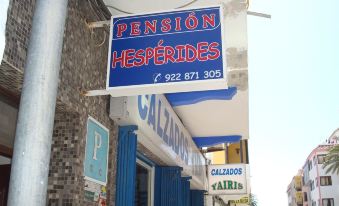 PENSIÓN
HESPÉRIDES
922 871 305
CALZADOS
P
CALZADOS
YAIRIS